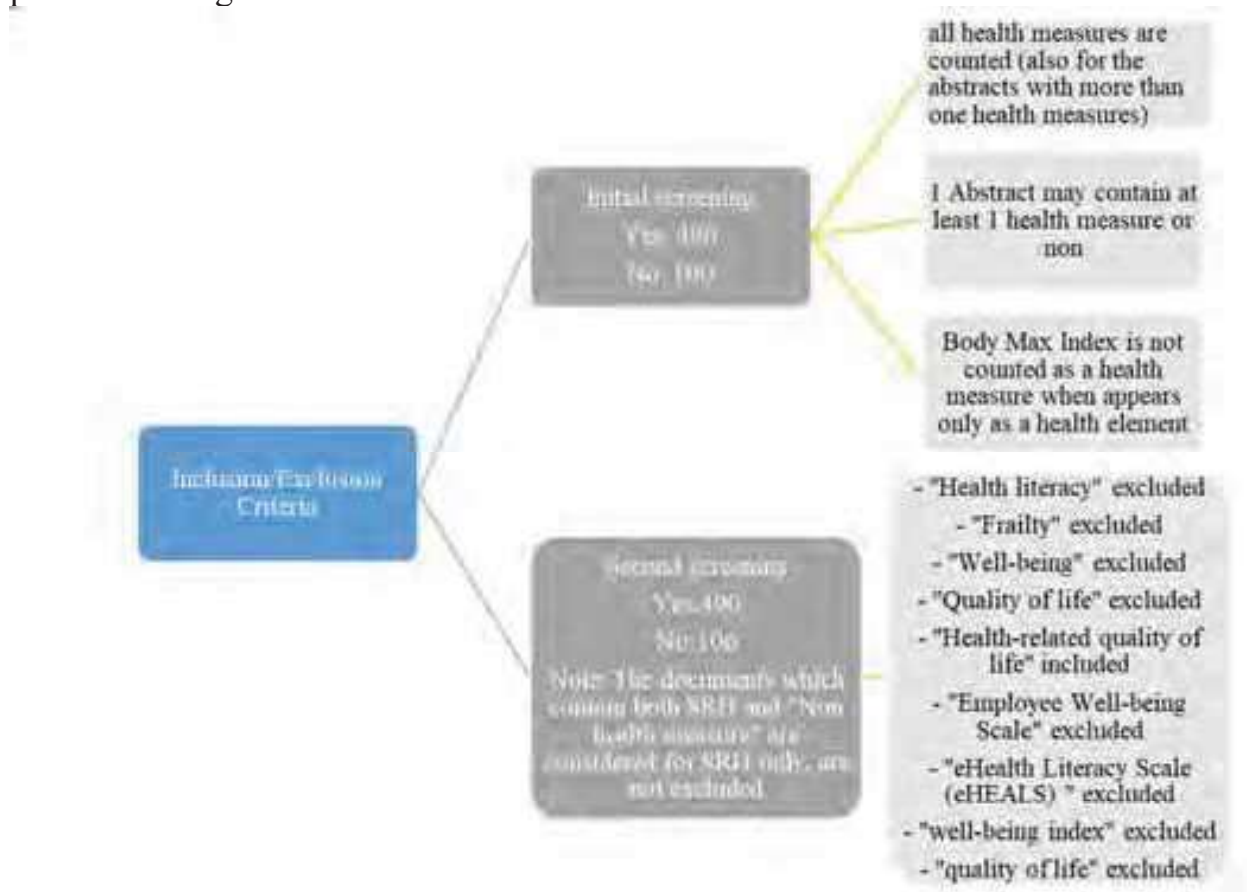 all health measures are
counted (also for the
abstracts with more than
one health measures)
Initial screening
Yes
No
1 Abstract may contain at
least 1 health measure or
non
Body Max Index is not
counted as a health
measure when appears
only as a health element
Inclusion/Exclusion
Criteria
Second screening
Yes
No
Note: The documents which
contain both SRH and "Non
health measure" are
considered for SRH only, are
not excluded
- "Health literacy" excluded
- "Frailty" excluded
- "Well-being" excluded
- "Quality of life" excluded
- "Health-related quality of
life" included
- "Employee Well-being
Scale" excluded
- "eHealth Literacy Scale
(eHEALS) " excluded
- "well-being index" excluded
- "quality of life" excluded